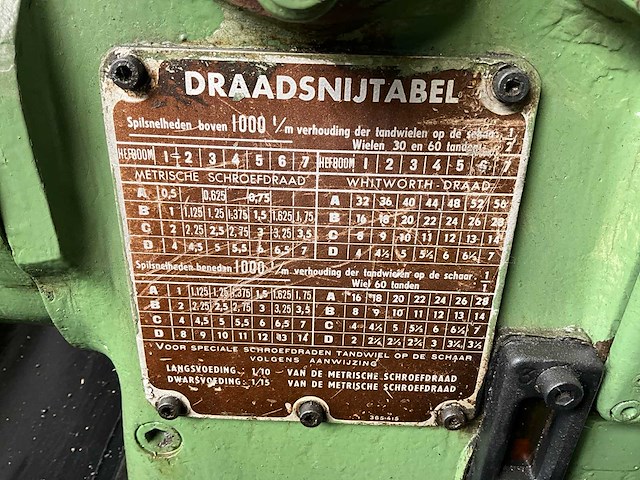 DRAADSNIJTABEL
Spilsnelheden boven 1000 t/m verhouding der tandwielen op de schaar. 1/2
Wielen 30 en 60 tanden.
HEFBOOM 1 2 3 4 5 6 7 HEFBOOM 1 2 3 4 5 6 7
METRISCHE SCHROEFDRAAD WHITWORTH-DRAAD
A 0,5 0,625 0,75 A 32 36 40 44 48 52 56
B 1 1,125 1,25 1,375 1,5 1,625 1,75 B 16 18 20 22 24 26 28
C 2 2,25 2,5 2,75 3 3,25 3,5 C 8 9 10 11 12 13 14
D 4 4,5 5 5,5 6 6,5 7 D 4 4½ 5 5½ 6 6½ 7
Spilsnelheden beneden 1000 t/m verhouding der tandwielen op de schaar. 1
Wiel 60 tanden
A 1 1,125 1,25 1,375 1,5 1,625 1,75 A 16 18 20 22 24 26 28
B 2 2,25 2,5 2,75 3 3,25 3,5 B 8 9 10 11 12 13 14
C 4 4,5 5 5,5 6 6,5 7 C 4 4½ 5 5½ 6 6½ 7
D 8 9 10 11 12 13 14 D 2 2¼ 2½ 2¾ 3 3¼ 3½
VOOR SPECIALE SCHROEFDRADEN TANDWIEL OP DE SCHAAR
VOLGENS AANWIJZING
LANGSVOEDING: 1/10 - VAN DE METRISCHE SCHROEFDRAAD
DWARSVOEDING: 1/15 - VAN DE METRISCHE SCHROEFDRAAD
365-415